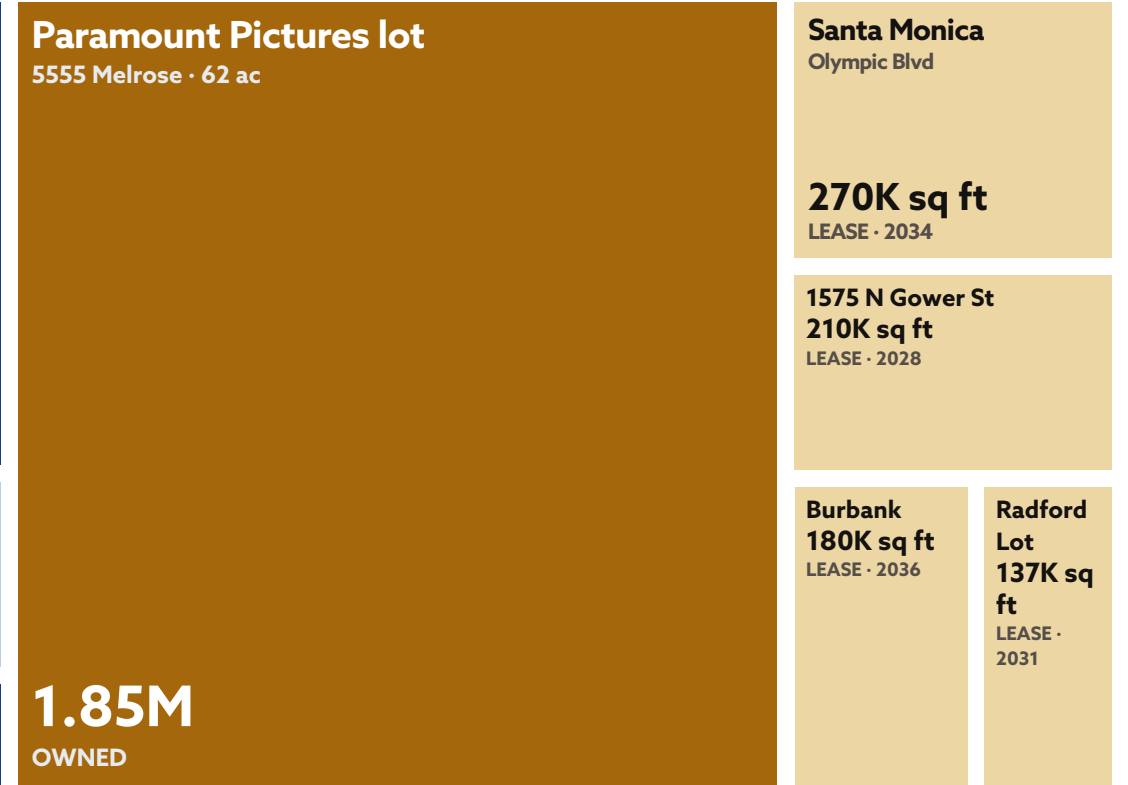 Paramount Pictures lot
5555 Melrose · 62 ac
1.85M
OWNED
Santa Monica
Olympic Blvd
270K sq ft
LEASE · 2034
1575 N Gower St
210K sq ft
LEASE · 2028
Burbank
180K sq ft
LEASE · 2036
Radford
Lot
137K sq
ft
LEASE ·
2031